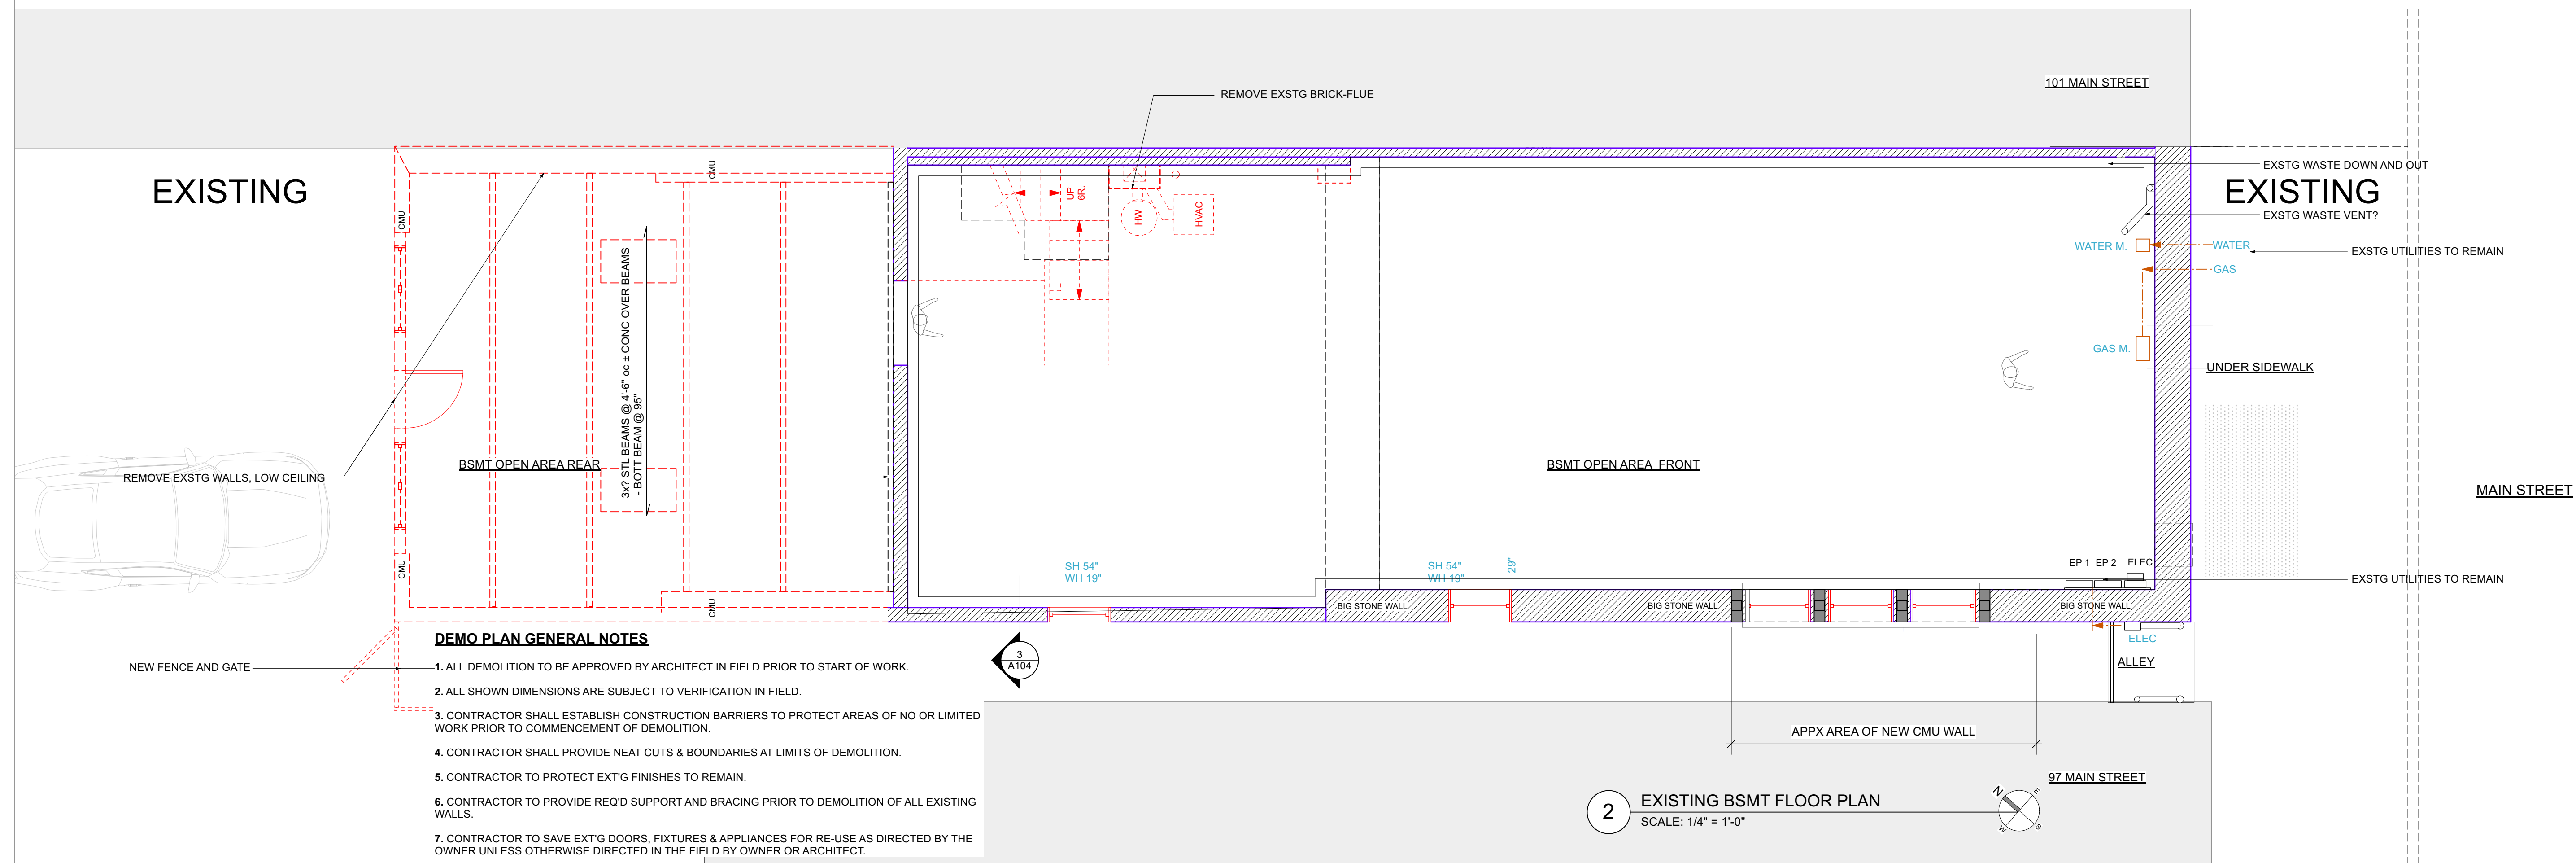 101 MAIN STREET
REMOVE EXSTG BRICK-FLUE
EXISTING
CMU
CMU
UP
6R.
HW
HVAC
EXSTG WASTE DOWN AND OUT
EXISTING
EXSTG WASTE VENT?
WATER M.
WATER
EXSTG UTILITIES TO REMAIN
GAS
GAS M.
UNDER SIDEWALK
3x? STL BEAMS @ 4'-6" oc ± CONC OVER BEAMS
- BOTT BEAM @ 95"
BSMT OPEN AREA REAR
BSMT OPEN AREA  FRONT
REMOVE EXSTG WALLS, LOW CEILING
MAIN STREET
CMU
CMU
SH 54"
WH 19"
SH 54"
WH 19"
29"
EP 1
EP 2
ELEC
EXSTG UTILITIES TO REMAIN
BIG STONE WALL
BIG STONE WALL
BIG STONE WALL
ELEC
ALLEY
NEW FENCE AND GATE
3
A104
DEMO PLAN GENERAL NOTES
1. ALL DEMOLITION TO BE APPROVED BY ARCHITECT IN FIELD PRIOR TO START OF WORK.
2. ALL SHOWN DIMENSIONS ARE SUBJECT TO VERIFICATION IN FIELD.
3. CONTRACTOR SHALL ESTABLISH CONSTRUCTION BARRIERS TO PROTECT AREAS OF NO OR LIMITED
WORK PRIOR TO COMMENCEMENT OF DEMOLITION.
4. CONTRACTOR SHALL PROVIDE NEAT CUTS & BOUNDARIES AT LIMITS OF DEMOLITION.
5. CONTRACTOR TO PROTECT EXT'G FINISHES TO REMAIN.
6. CONTRACTOR TO PROVIDE REQ'D SUPPORT AND BRACING PRIOR TO DEMOLITION OF ALL EXISTING
WALLS.
7. CONTRACTOR TO SAVE EXT'G DOORS, FIXTURES & APPLIANCES FOR RE-USE AS DIRECTED BY THE
OWNER UNLESS OTHERWISE DIRECTED IN THE FIELD BY OWNER OR ARCHITECT.
APPX AREA OF NEW CMU WALL
97 MAIN STREET
2
EXISTING BSMT FLOOR PLAN
SCALE: 1/4" = 1'-0"
N
E
W
S